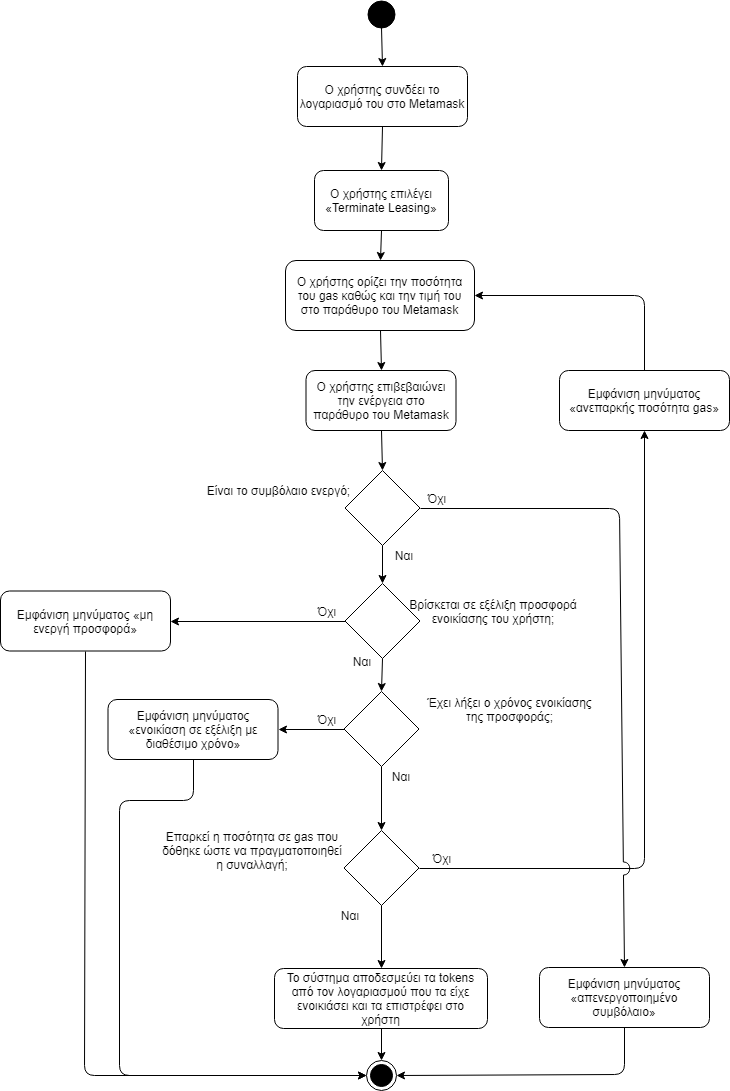 Ο χρήστης συνδέει το
λογαριασμό του στο Metamask
Ο χρήστης επιλέγει
«Terminate Leasing»
Ο χρήστης ορίζει την ποσότητα
του gas καθώς και την τιμή του
στο παράθυρο του Metamask
Ο χρήστης επιβεβαιώνει
την ενέργεια στο
παράθυρο του Metamask
Εμφάνιση μηνύματος
«ανεπαρκής ποσότητα gas»
Είναι το συμβόλαιο ενεργό;
Όχι
Ναι
Βρίσκεται σε εξέλιξη προσφορά
ενοικίασης του χρήστη;
Όχι
Εμφάνιση μηνύματος «μη
ενεργή προσφορά»
Ναι
Έχει λήξει ο χρόνος ενοικίασης
της προσφοράς;
Όχι
Εμφάνιση μηνύματος
«ενοικίαση σε εξέλιξη με
διαθέσιμο χρόνο»
Ναι
Επαρκεί η ποσότητα σε gas που
δόθηκε ώστε να πραγματοποιηθεί
η συναλλαγή;
Όχι
Ναι
Το σύστημα αποδεσμεύει τα tokens
από τον λογαριασμού που τα είχε
ενοικιάσει και τα επιστρέφει στο
χρήστη
Εμφάνιση μηνύματος
«απενεργοποιημένο
συμβόλαιο»